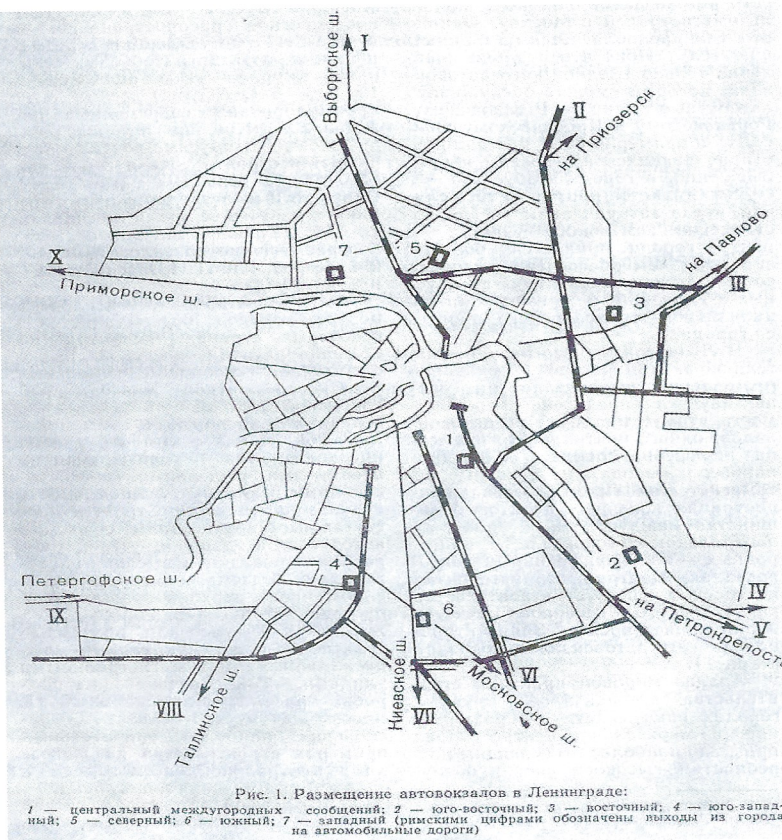 Выборгское ш.
I
II
на Приозерск
на Павлово
III
X
Приморское ш.
7
5
3
1
4
2
6
Петергофское ш.
IX
IV
на Петрокрепость
V
VI
Московское ш.
VII
Киевское ш.
VIII
Таллинское ш.
Рис. 1. Размещение автовокзалов в Ленинграде:
1 — центральный междугородных сообщений; 2 — юго-восточный; 3 — восточный; 4 — юго-запад-
ный; 5 — северный; 6 — южный; 7 — западный (римскими цифрами обозначены выходы из города
на автомобильные дороги)